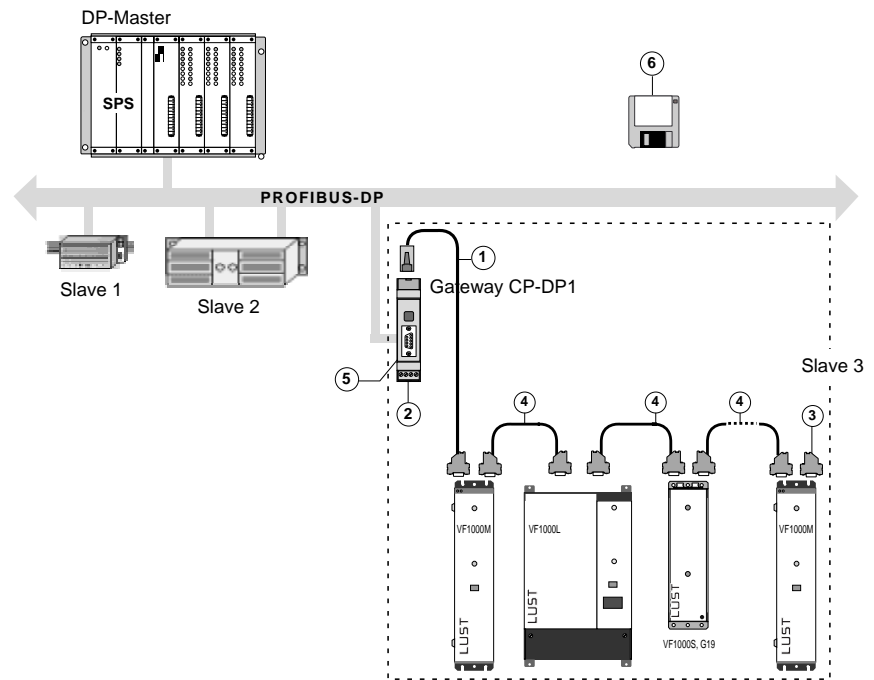 DP-Master
SPS
6
PROFIBUS-DP
1
Slave 1
Slave 2
Gateway CP-DP1
5
2
Slave 3
4
4
4
3
VF1000M
VF1000L
VF1000M
LUST
LUST
LUST
LUST
VF1000S, G19